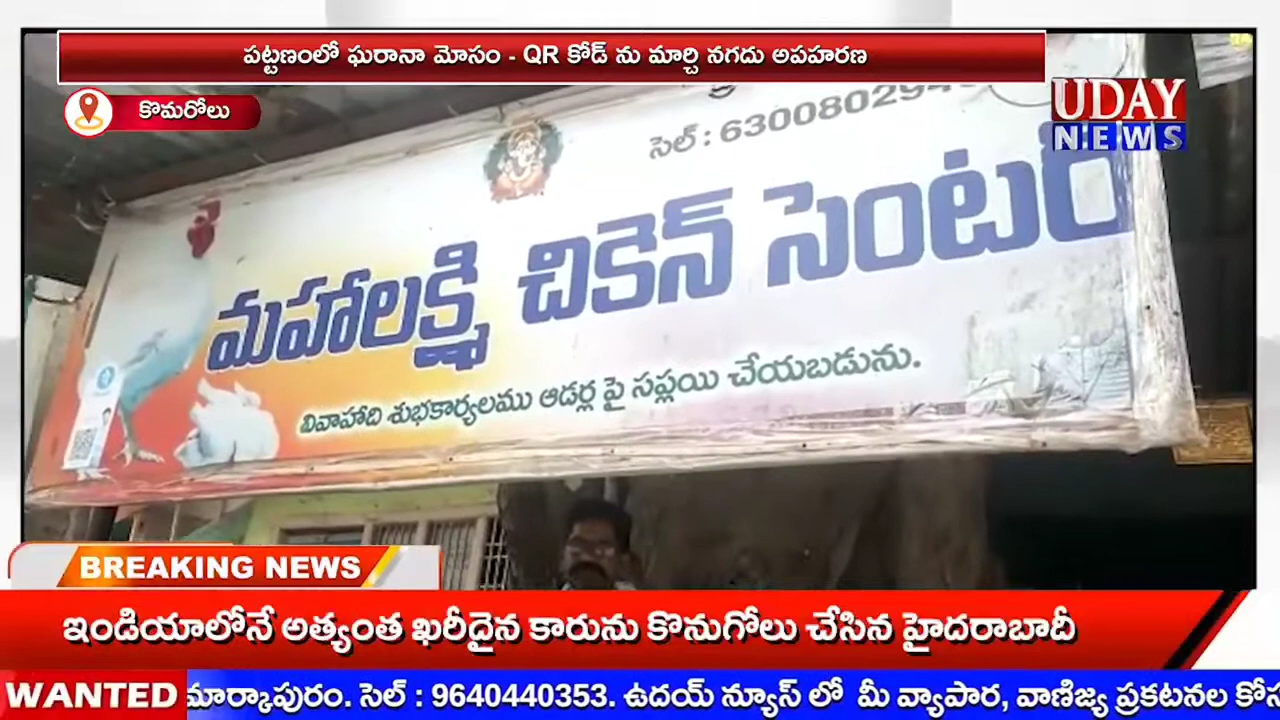 పట్టణంలో ఘరానా మోసం - QR కోడ్ ను మార్చి నగదు అపహరణ
కొమరోలు
UDAY
NEWS
సెల్ : 630080294
మహాలక్ష్మి చికెన్ సెంటర్
వివాహాది శుభకార్యలము ఆడర్ల పై సప్లయి చేయబడును.
BREAKING NEWS
ఇండియాలోనే అత్యంత ఖరీదైన కారును కొనుగోలు చేసిన హైదరాబాదీ
WANTED మార్కాపురం. సెల్ : 9640440353. ఉదయ్ న్యూస్ లో మీ వ్యాపార, వాణిజ్య ప్రకటనల